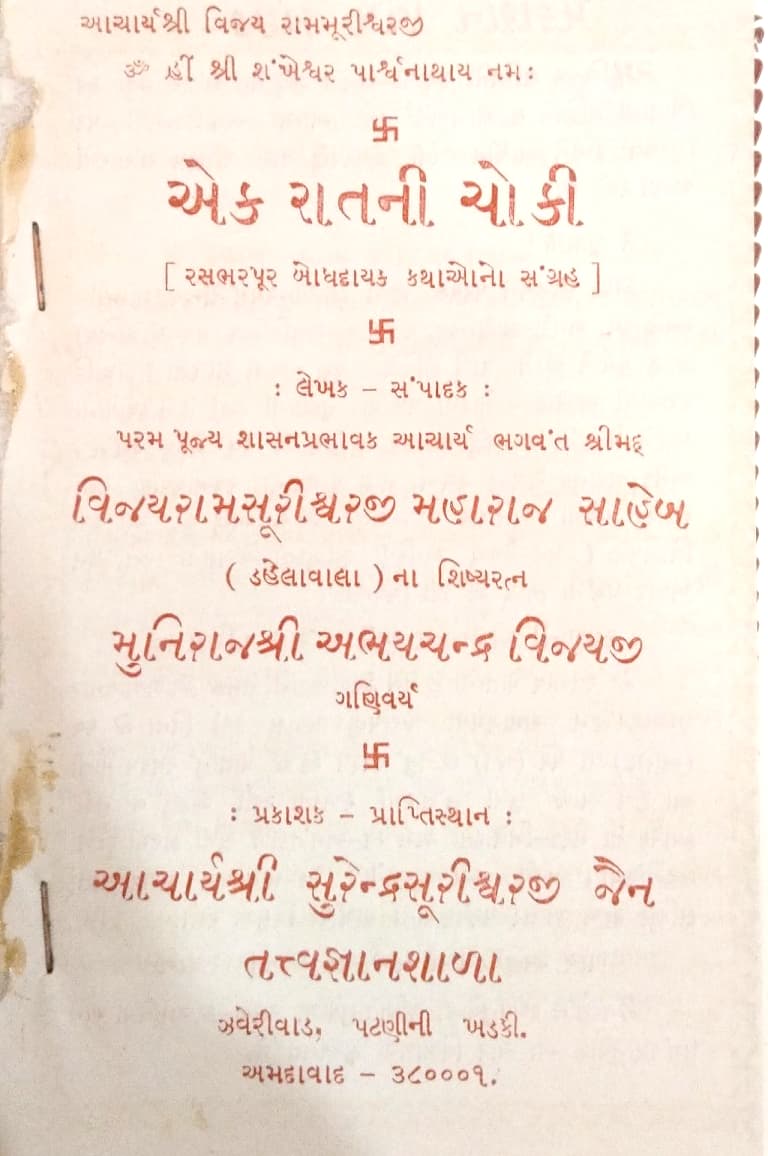 આચાર્યશ્રી વિજય રામમૂરીશ્વરજી
ૐ હ્રીં શ્રી શંખેશ્વર પાર્શ્વનાથાય નમઃ
卐
એક રાતની ચોકી
[ રસભરપૂર બોધદાયક કથાઓનો સંગ્રહ ]
卐
: લેખક – સંપાદક :
પરમ પૂજ્ય શાસનપ્રભાવક આચાર્ય ભગવંત શ્રીમદ્
વિજયરામસૂરીશ્વરજી મહારાજ સાહેબ
( ડહેલાવાલા ) ના શિષ્યરત્ન
મુનિરાજશ્રી અભયચન્દ્ર વિજયજી
ગણિવર્ય
卐
: પ્રકાશક – પ્રાપ્તિસ્થાન :
આચાર્યશ્રી સુરેન્દ્રસૂરીશ્વરજી જૈન
તત્ત્વજ્ઞાનશાળા
ઝવેરીવાડ, પટણીની ખડકી.
અમદાવાદ – ૩૮૦૦૦૧.